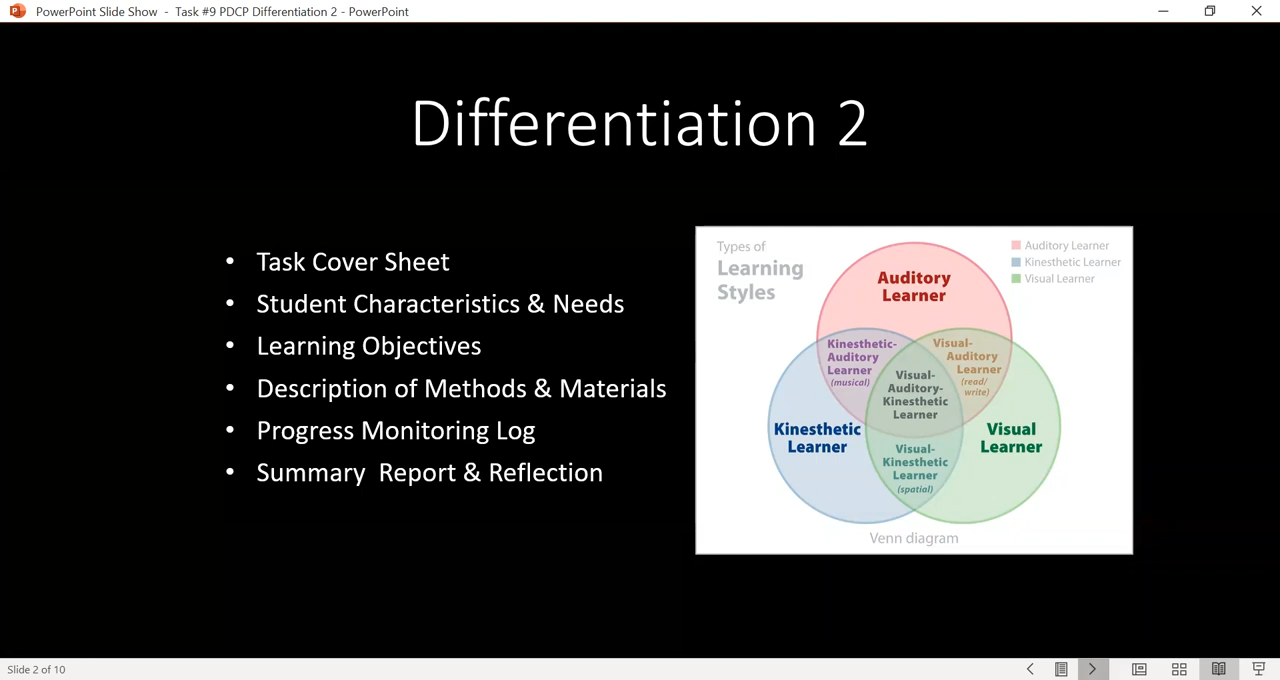 PowerPoint Slide Show - Task #9 PDCP Differentiation 2 - PowerPoint
Differentiation 2
• Task Cover Sheet
• Student Characteristics & Needs
• Learning Objectives
• Description of Methods & Materials
• Progress Monitoring Log
• Summary  Report & Reflection
Types of
Learning
Styles
Auditory Learner
Kinesthetic Learner
Visual Learner
Auditory
Learner
Kinesthetic-
Auditory
Learner
(musical)
Visual-
Auditory
Learner
(read/
write)
Visual-
Auditory-
Kinesthetic
Learner
Kinesthetic
Learner
Visual
Learner
Visual-
Kinesthetic
Learner
(spatial)
Venn diagram
Slide 2 of 10